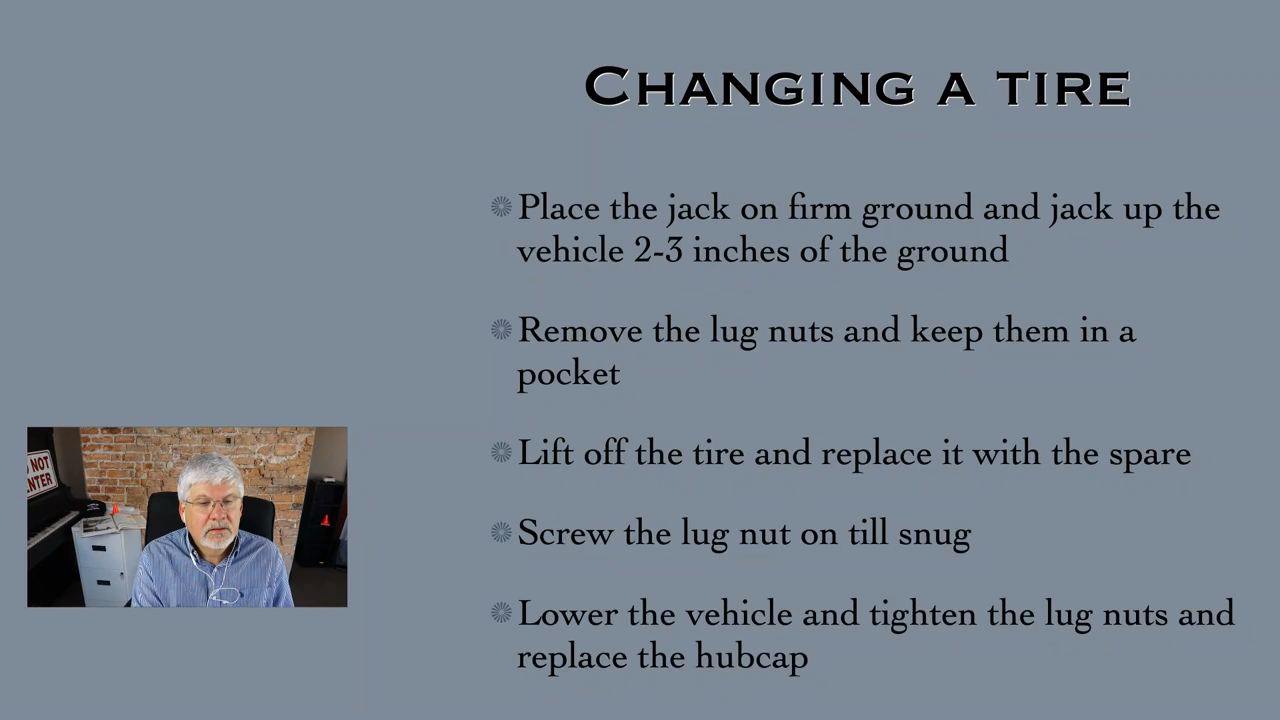 CHANGING A TIRE
Place the jack on firm ground and jack up the
vehicle 2-3 inches of the ground
Remove the lug nuts and keep them in a
pocket
Lift off the tire and replace it with the spare
Screw the lug nut on till snug
Lower the vehicle and tighten the lug nuts and
replace the hubcap
NOT
NTER